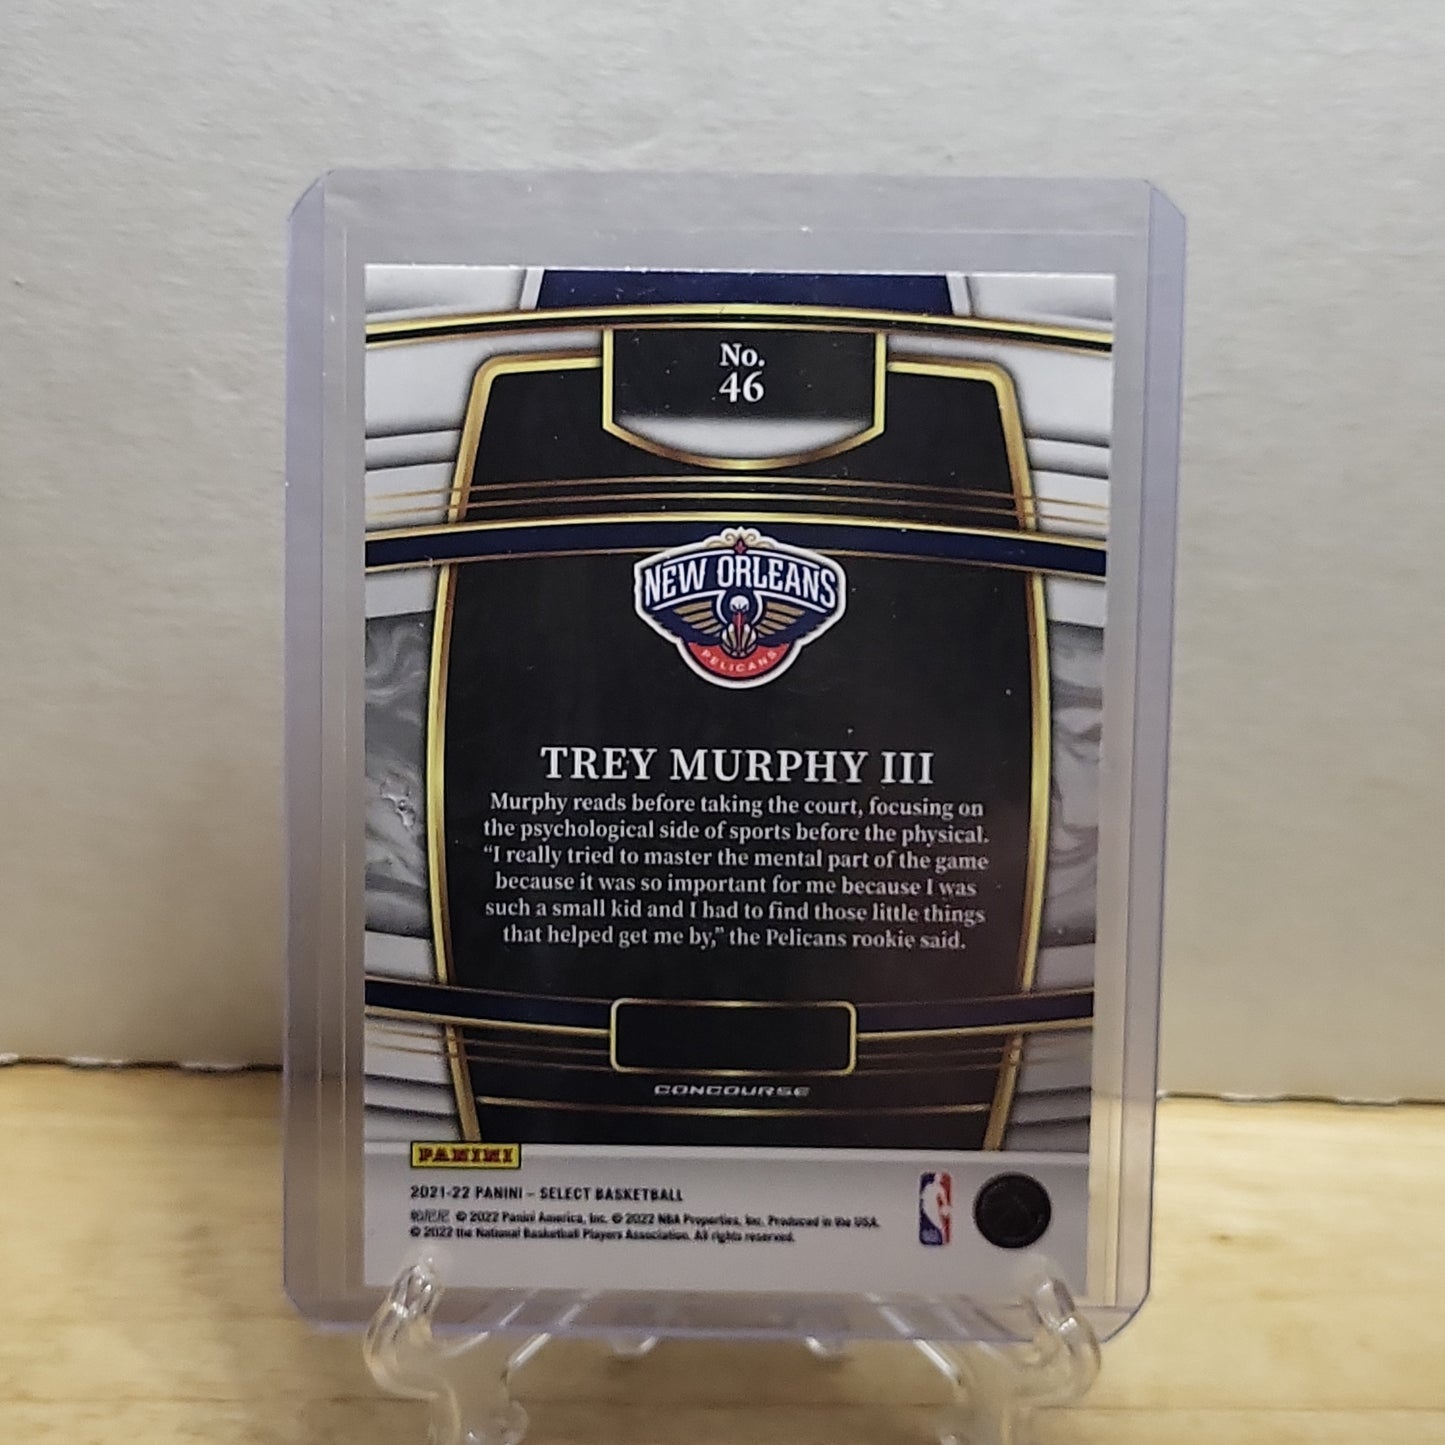 No.
46
NEW ORLEANS
PELICANS
TREY MURPHY III
Murphy reads before taking the court, focusing on
the psychological side of sports before the physical.
“I really tried to master the mental part of the game
because it was so important for me because I was
such a small kid and I had to find those little things
that helped get me by,” the Pelicans rookie said.
CONCOURSE
PANINI
2021-22 PANINI – SELECT BASKETBALL
© 2022 Panini America, Inc. © 2022 NBA Properties, Inc. Produced in the USA.
© 2022 the National Basketball Players Association. All rights reserved.